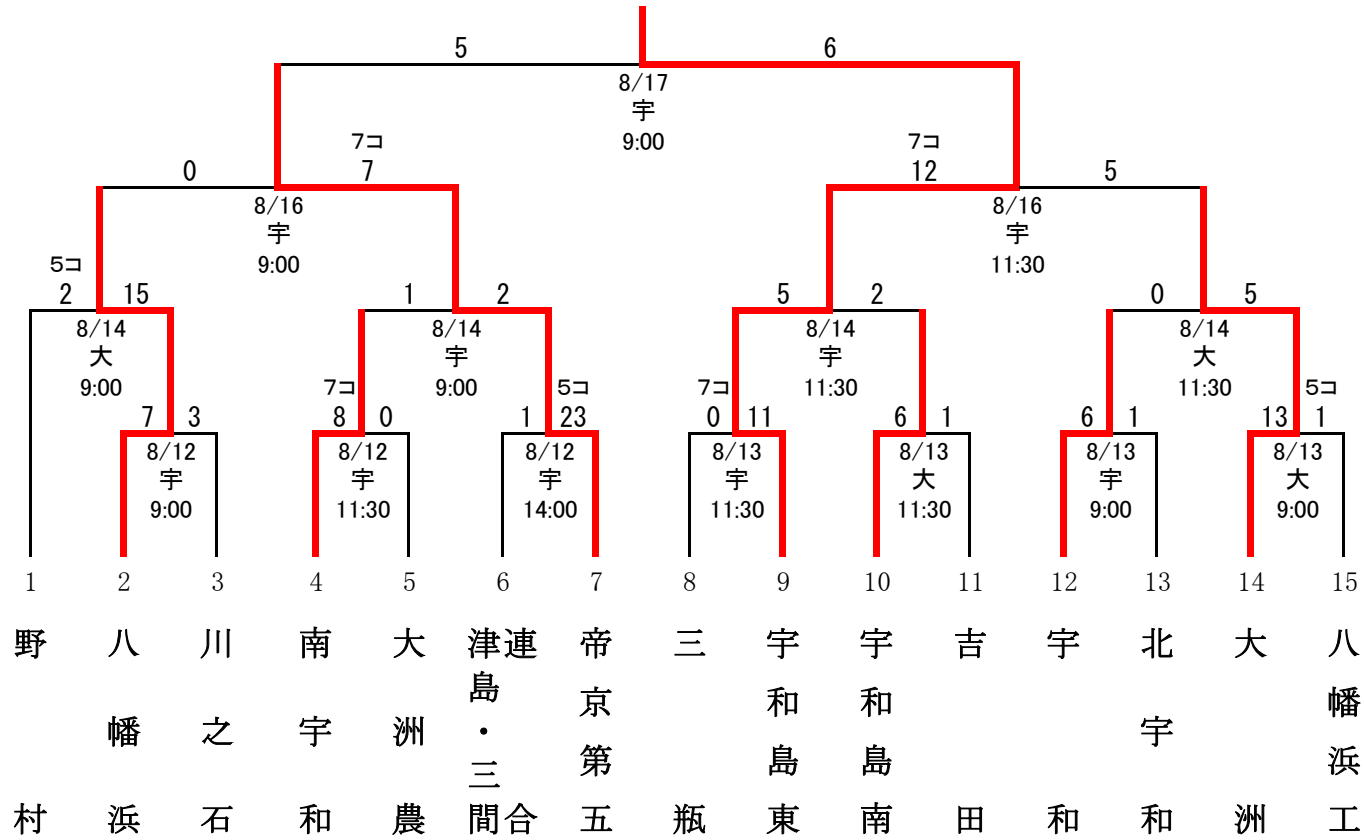 5 6
8/17
宇
9:00
7コ 7コ
0 7 12 5
8/16 8/16
宇 宇
9:00 11:30
5コ
2 15 1 2 5 2 0 5
8/14 8/14 8/14 8/14
大 宇 宇 大
9:00 9:00 11:30 11:30
7コ 5コ 7コ 5コ
7 3 8 0 1 23 0 11 6 1 6 1 13 1
8/12 8/12 8/12 8/13 8/13 8/13 8/13
宇 宇 宇 宇 大 宇 大
9:00 11:30 14:00 11:30 11:30 9:00 9:00
1 2 3 4 5 6 7 8 9 10 11 12 13 14 15
野村
八幡浜
川之石
南宇和
大洲農
津島・三間
連合
帝京第五
三瓶
宇和島東
宇和島南
吉田
宇和
北宇和
大洲
八幡浜工